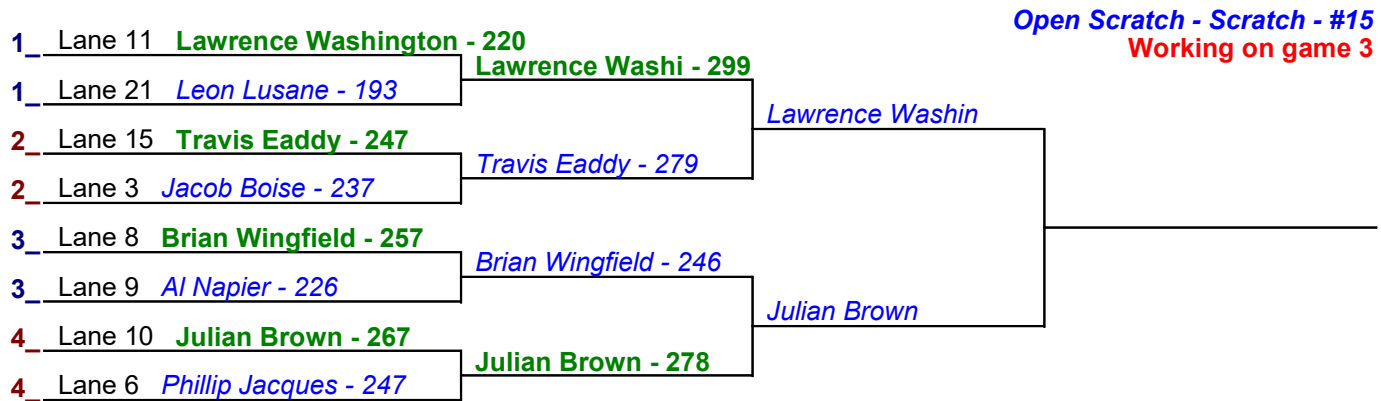 Open Scratch - Scratch - #15
Working on game 3
1_ Lane 11 Lawrence Washington - 220
Lawrence Washi - 299
1_ Lane 21 Leon Lusane - 193
Lawrence Washin
2_ Lane 15 Travis Eaddy - 247
Travis Eaddy - 279
2_ Lane 3 Jacob Boise - 237
3_ Lane 8 Brian Wingfield - 257
Brian Wingfield - 246
3_ Lane 9 Al Napier - 226
Julian Brown
4_ Lane 10 Julian Brown - 267
Julian Brown - 278
4_ Lane 6 Phillip Jacques - 247